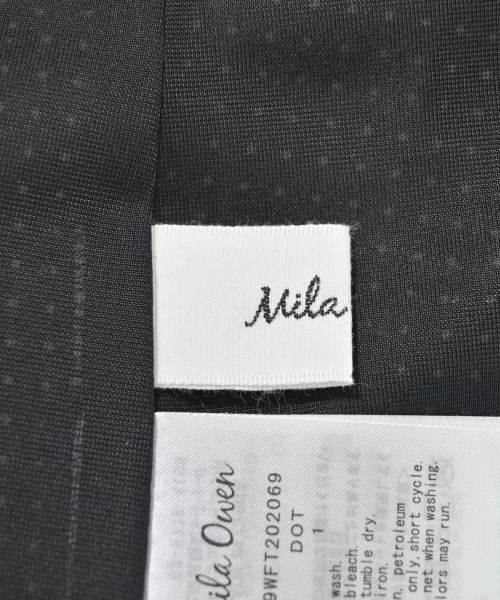 Mila
ila Owen
9WFT202069
DOT
1
wash.
bleach.
tumble dry.
iron.
n. petroleum
only, short cycle.
net when washing.
lors may run.